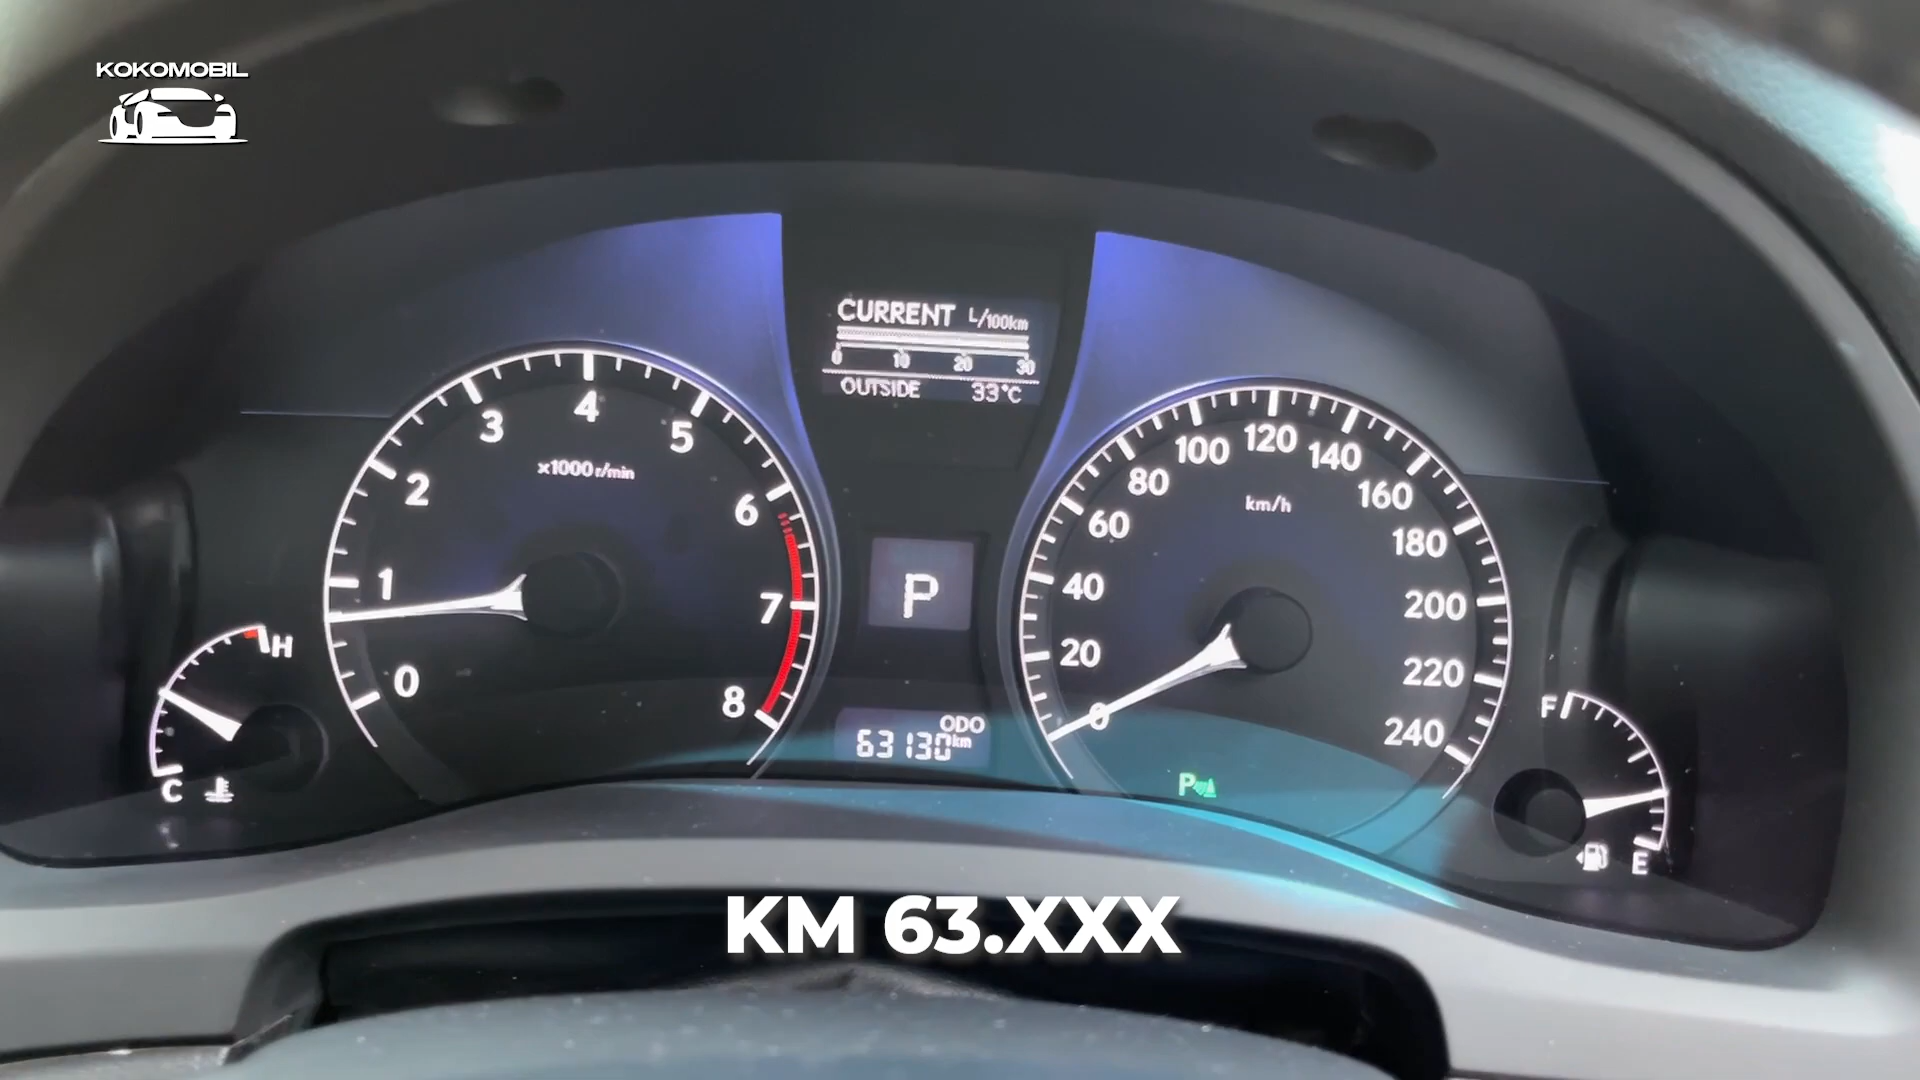 KOKOMOBIL
CURRENT L/100km
0 10 20 30
OUTSIDE 33°C
0 1 2 3 4 5 6 7 8
x1000 r/min
P
0 20 40 60 80 100 120 140 160 180 200 220 240
km/h
H
C
F
E
ODO
63130 km
P
KM 63.XXX